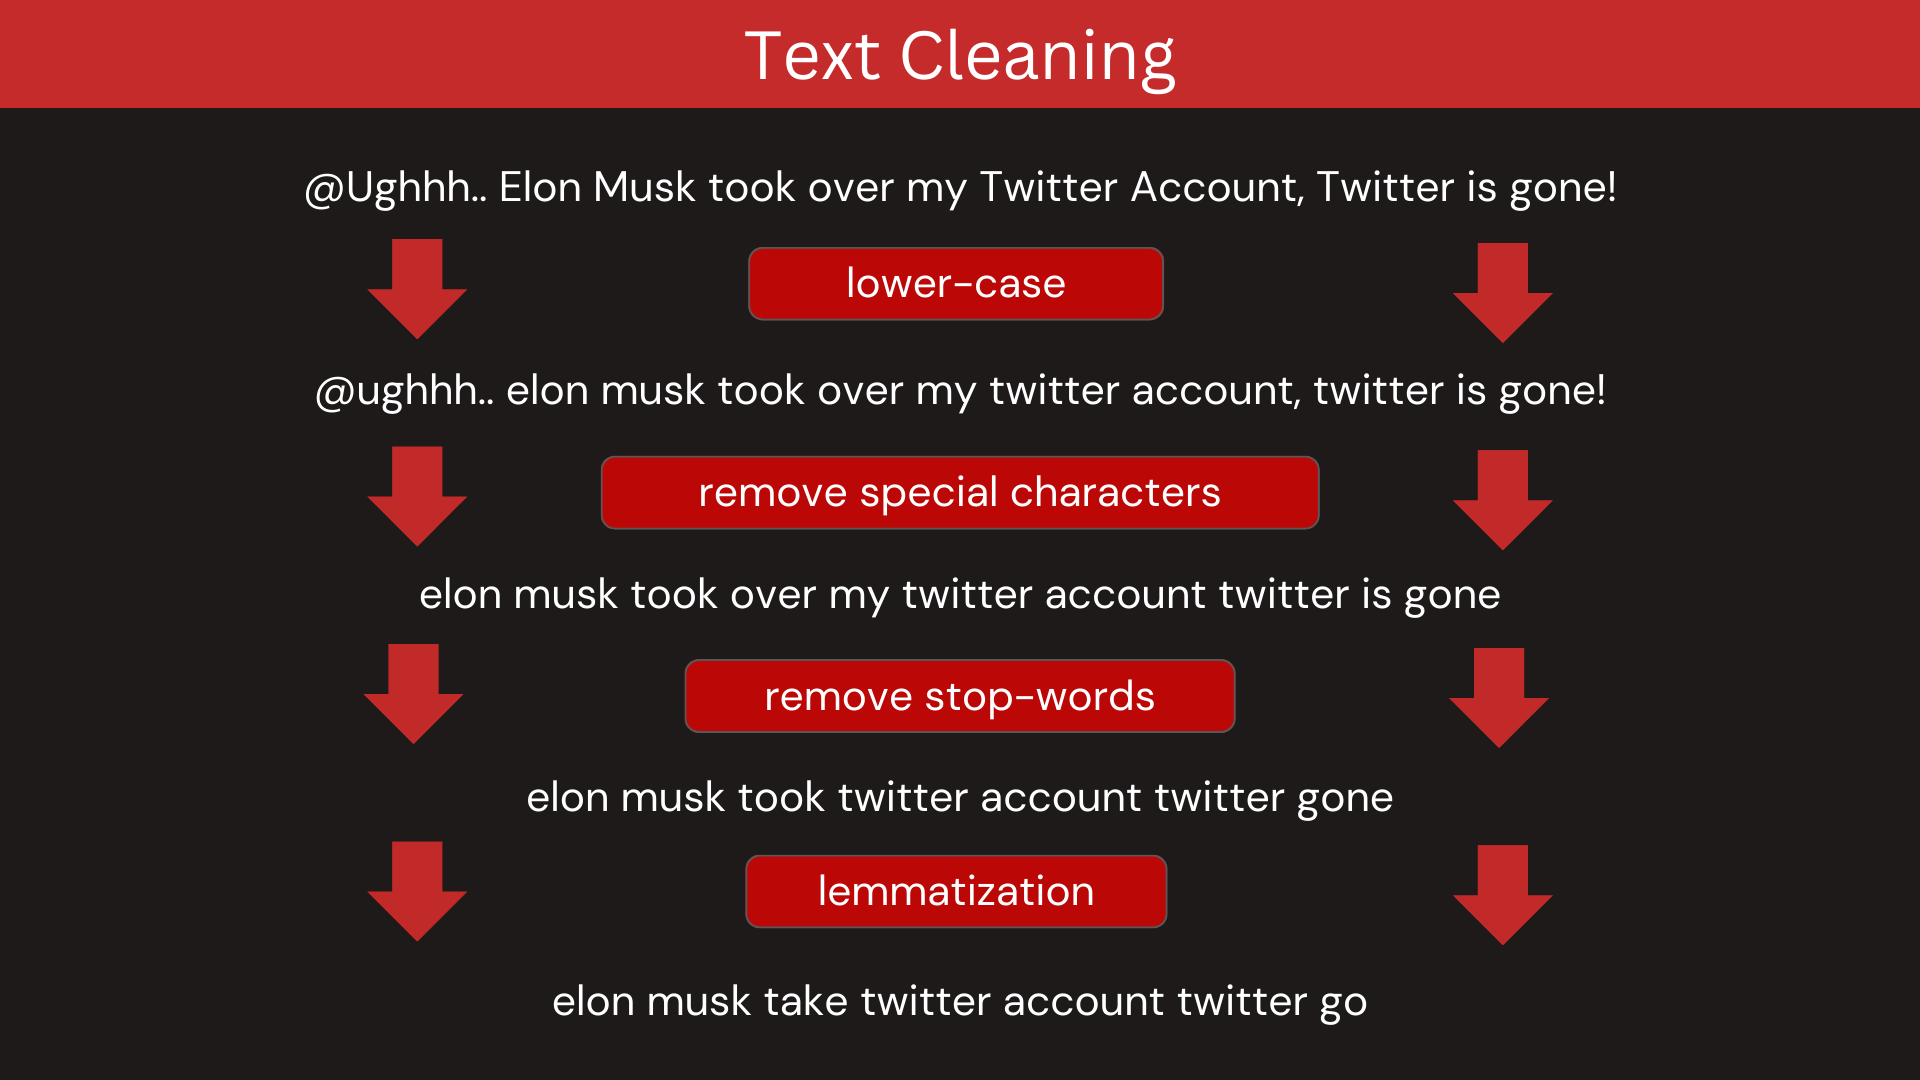 Text Cleaning
@Ughhh.. Elon Musk took over my Twitter Account, Twitter is gone!
lower-case
@ughhh.. elon musk took over my twitter account, twitter is gone!
remove special characters
elon musk took over my twitter account twitter is gone
remove stop-words
elon musk took twitter account twitter gone
lemmatization
elon musk take twitter account twitter go